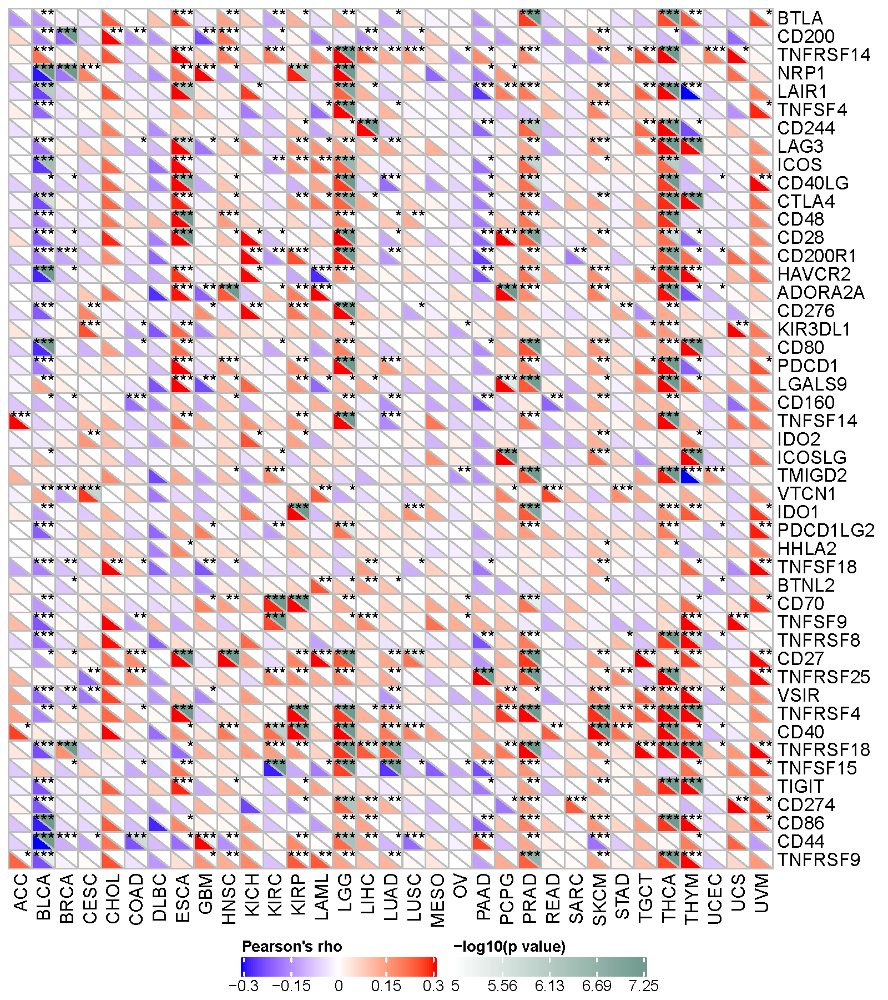 BTLA
CD200
TNFRSF14
NRP1
LAIR1
TNFSF4
CD244
LAG3
ICOS
CD40LG
CTLA4
CD48
CD28
CD200R1
HAVCR2
ADORA2A
CD276
KIR3DL1
CD80
PDCD1
LGALS9
CD160
TNFSF14
IDO2
ICOSLG
TMIGD2
VTCN1
IDO1
PDCD1LG2
HHLA2
TNFSF18
BTNL2
CD70
TNFSF9
TNFRSF8
CD27
TNFRSF25
VSIR
TNFRSF4
CD40
TNFRSF18
TNFSF15
TIGIT
CD274
CD86
CD44
TNFRSF9
ACC BLCA BRCA CESC CHOL COAD DLBC ESCA GBM HNSC KICH KIRC KIRP LAML LGG LIHC LUAD LUSC MESO OV PAAD PCPG PRAD READ SARC SKCM STAD TGCT THCA THYM UCEC UCS UVM
Pearson's rho −log10(p value)
−0.3 −0.15 0 0.15 0.3 5 5.56 6.13 6.69 7.25